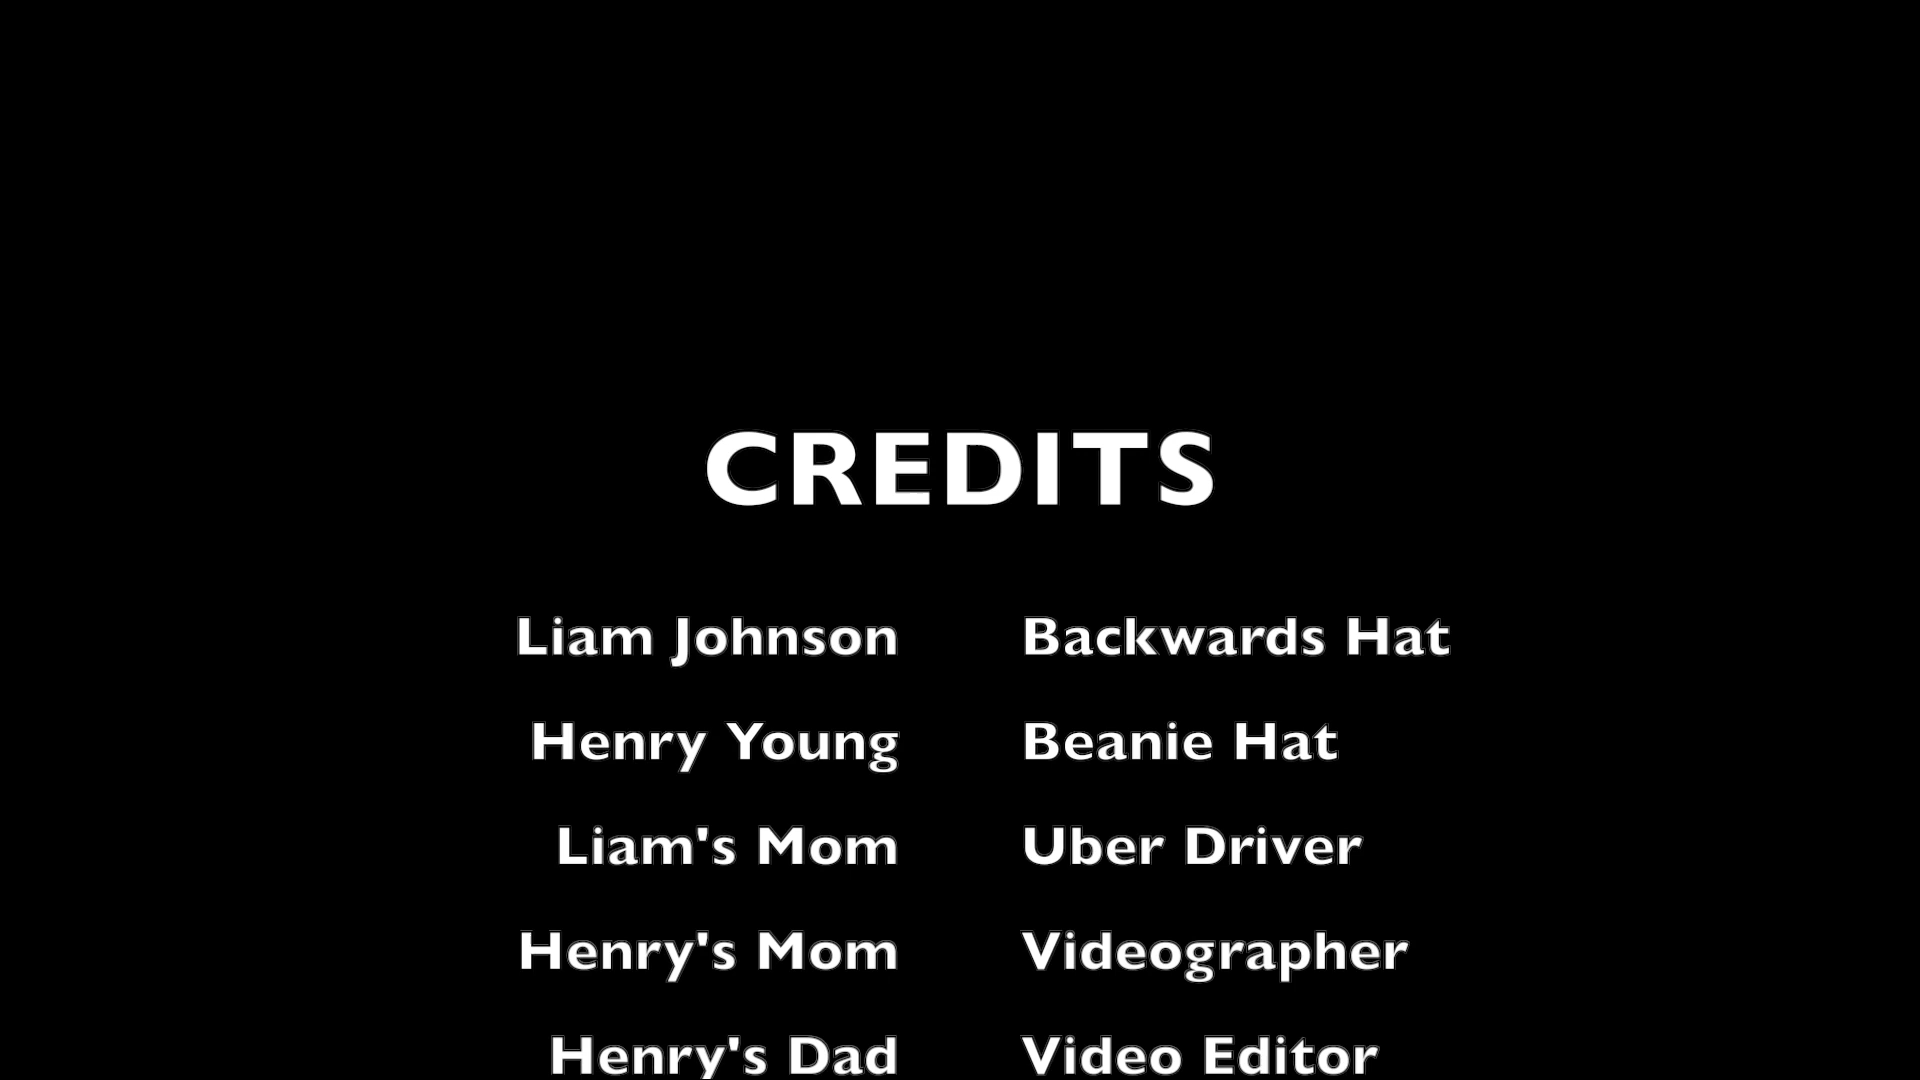 CREDITS
Liam Johnson Backwards Hat
Henry Young Beanie Hat
Liam's Mom Uber Driver
Henry's Mom Videographer
Henry's Dad Video Editor